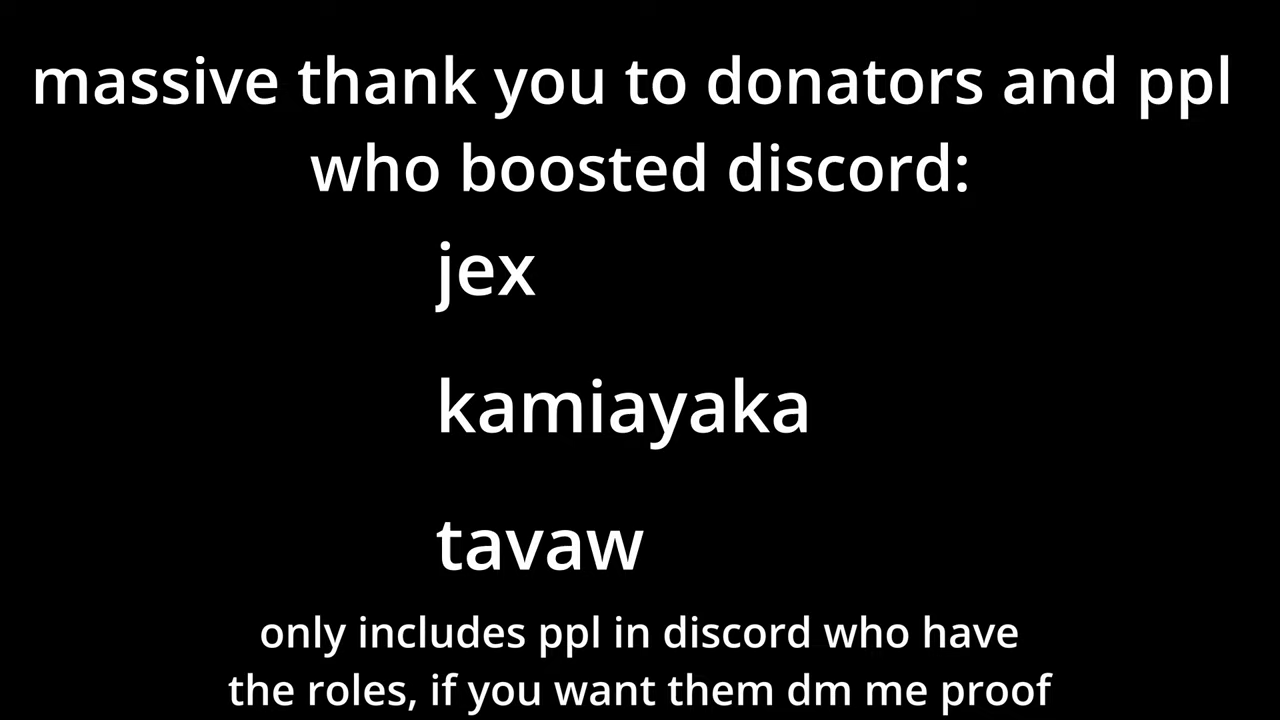 massive thank you to donators and ppl
who boosted discord:
jex
kamiayaka
tavaw
only includes ppl in discord who have
the roles, if you want them dm me proof